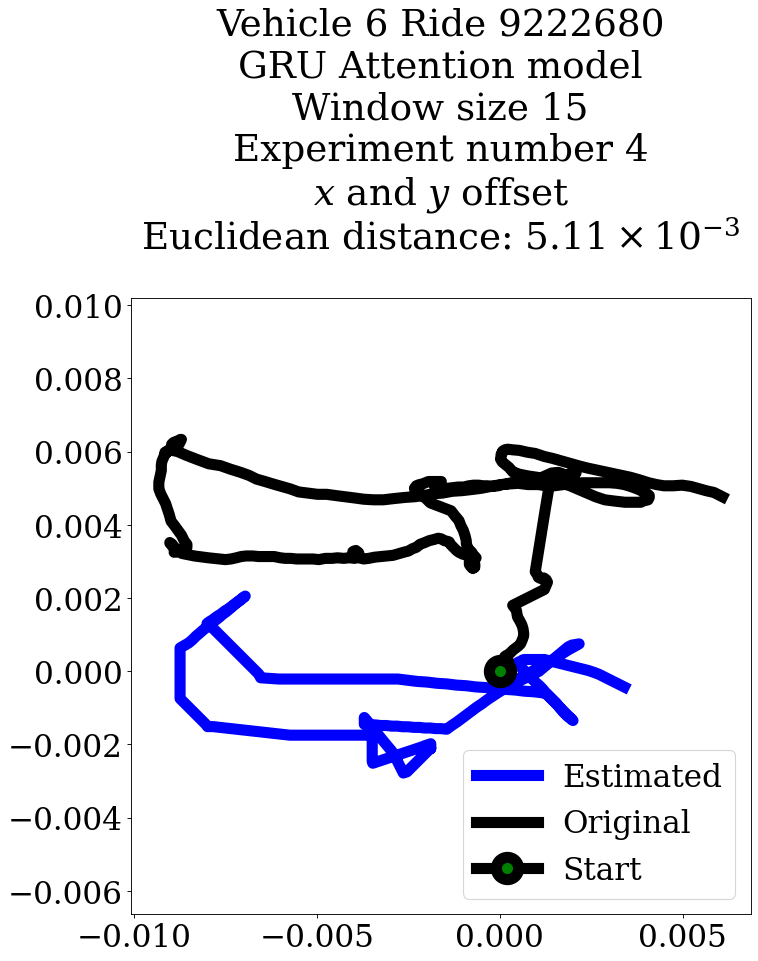 Vehicle 6 Ride 9222680
GRU Attention model
Window size 15
Experiment number 4
x and y offset
Euclidean distance: 5.11 × 10⁻³
0.010
0.008
0.006
0.004
0.002
0.000
−0.002
−0.004
−0.006
−0.010
−0.005
0.000
0.005
Estimated
Original
Start